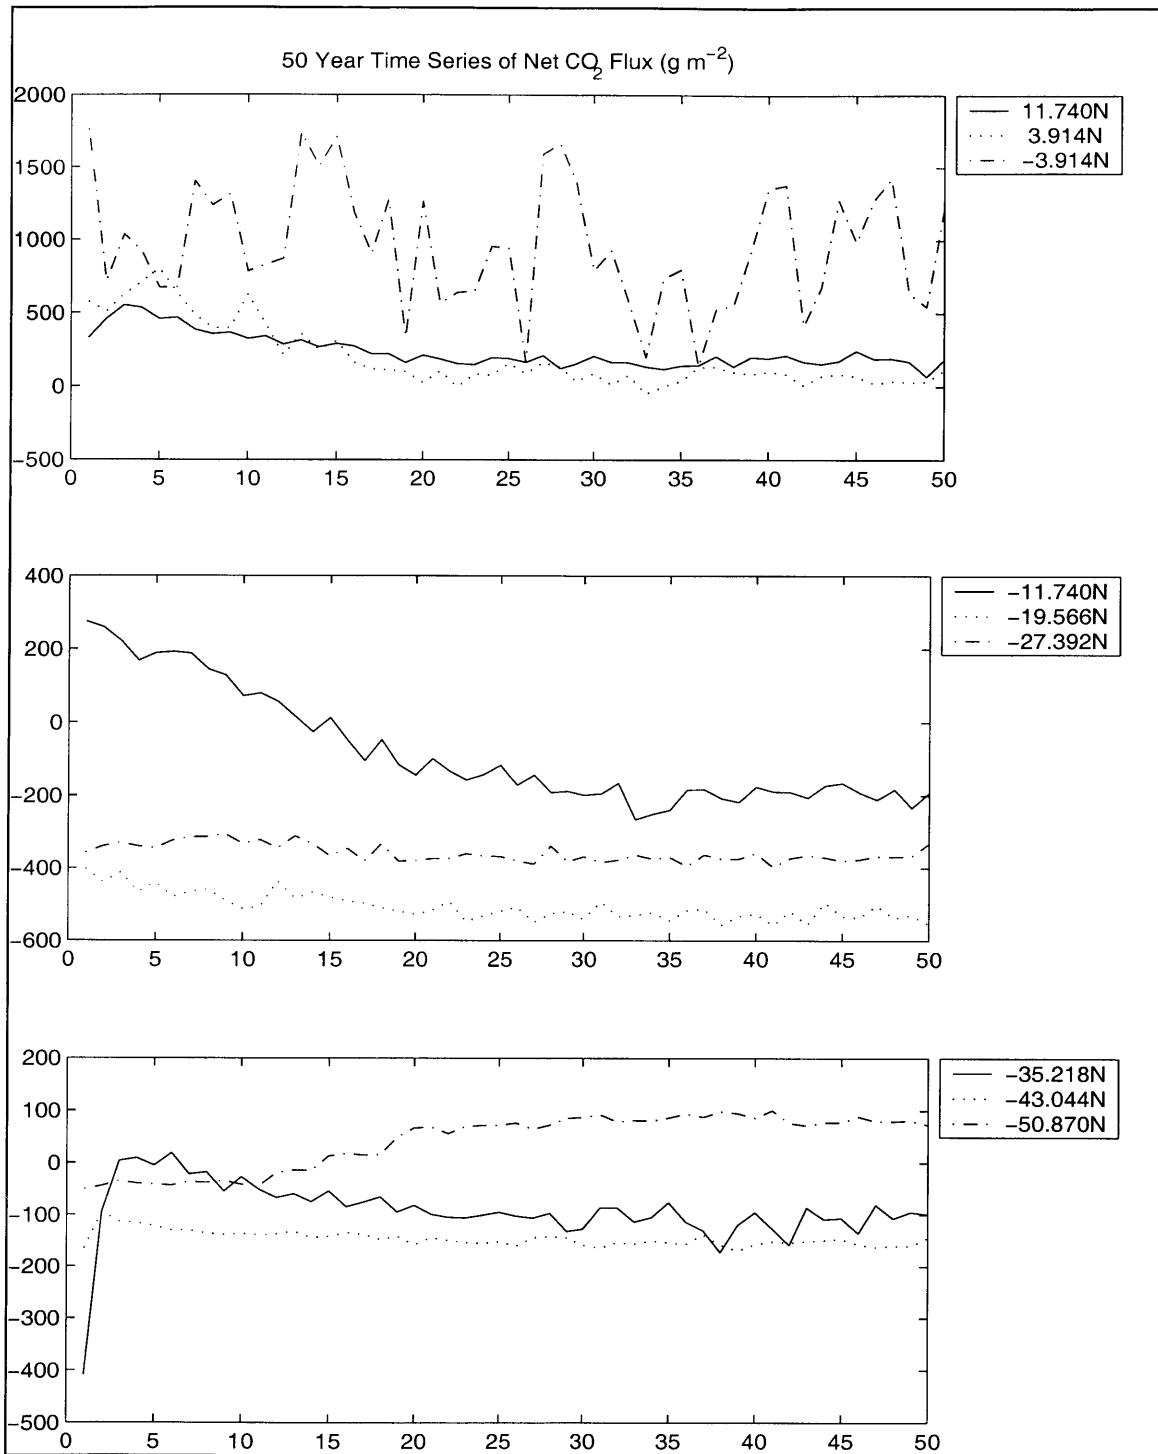 50 Year Time Series of Net CO2 Flux (g m−2)
2000
1500
1000
500
0
−500
0 5 10 15 20 25 30 35 40 45 50
11.740N
3.914N
−3.914N
400
200
0
−200
−400
−600
0 5 10 15 20 25 30 35 40 45 50
−11.740N
−19.566N
−27.392N
200
100
0
−100
−200
−300
−400
−500
0 5 10 15 20 25 30 35 40 45 50
−35.218N
−43.044N
−50.870N